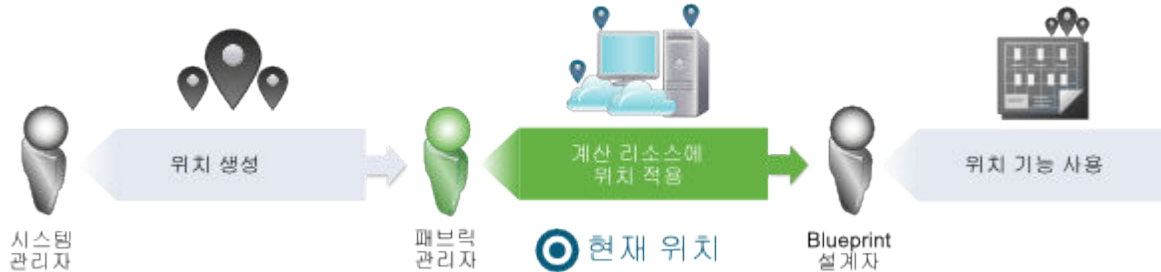 위치 생성
계산 리소스에
위치 적용
위치 기능 사용
시스템
관리자
패브릭
관리자
현재 위치
Blueprint
설계자